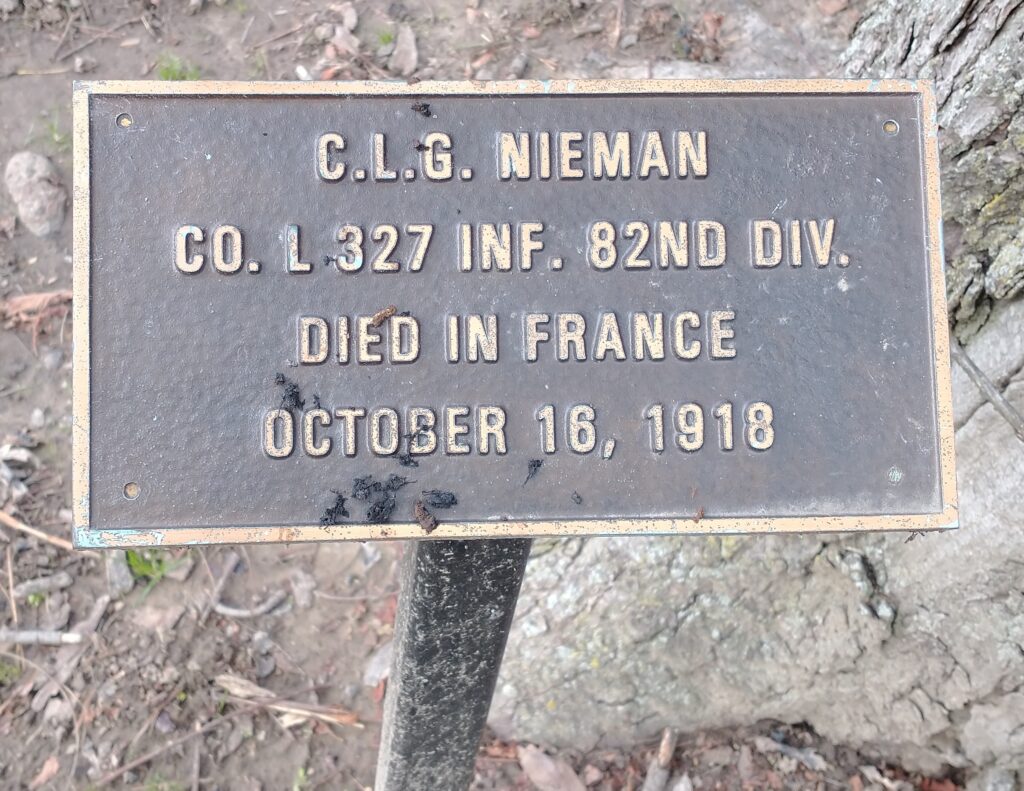 C.L.G. NIEMAN
CO. L 327 INF. 82ND DIV.
DIED IN FRANCE
OCTOBER 16, 1918